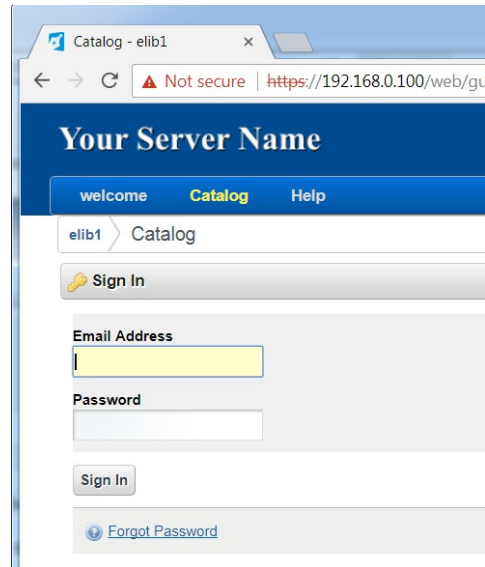 Catalog - elib1
Not secure | https://192.168.0.100/web/gu
Your Server Name
welcome Catalog Help
elib1 Catalog
Sign In
Email Address
Password
Sign In
Forgot Password